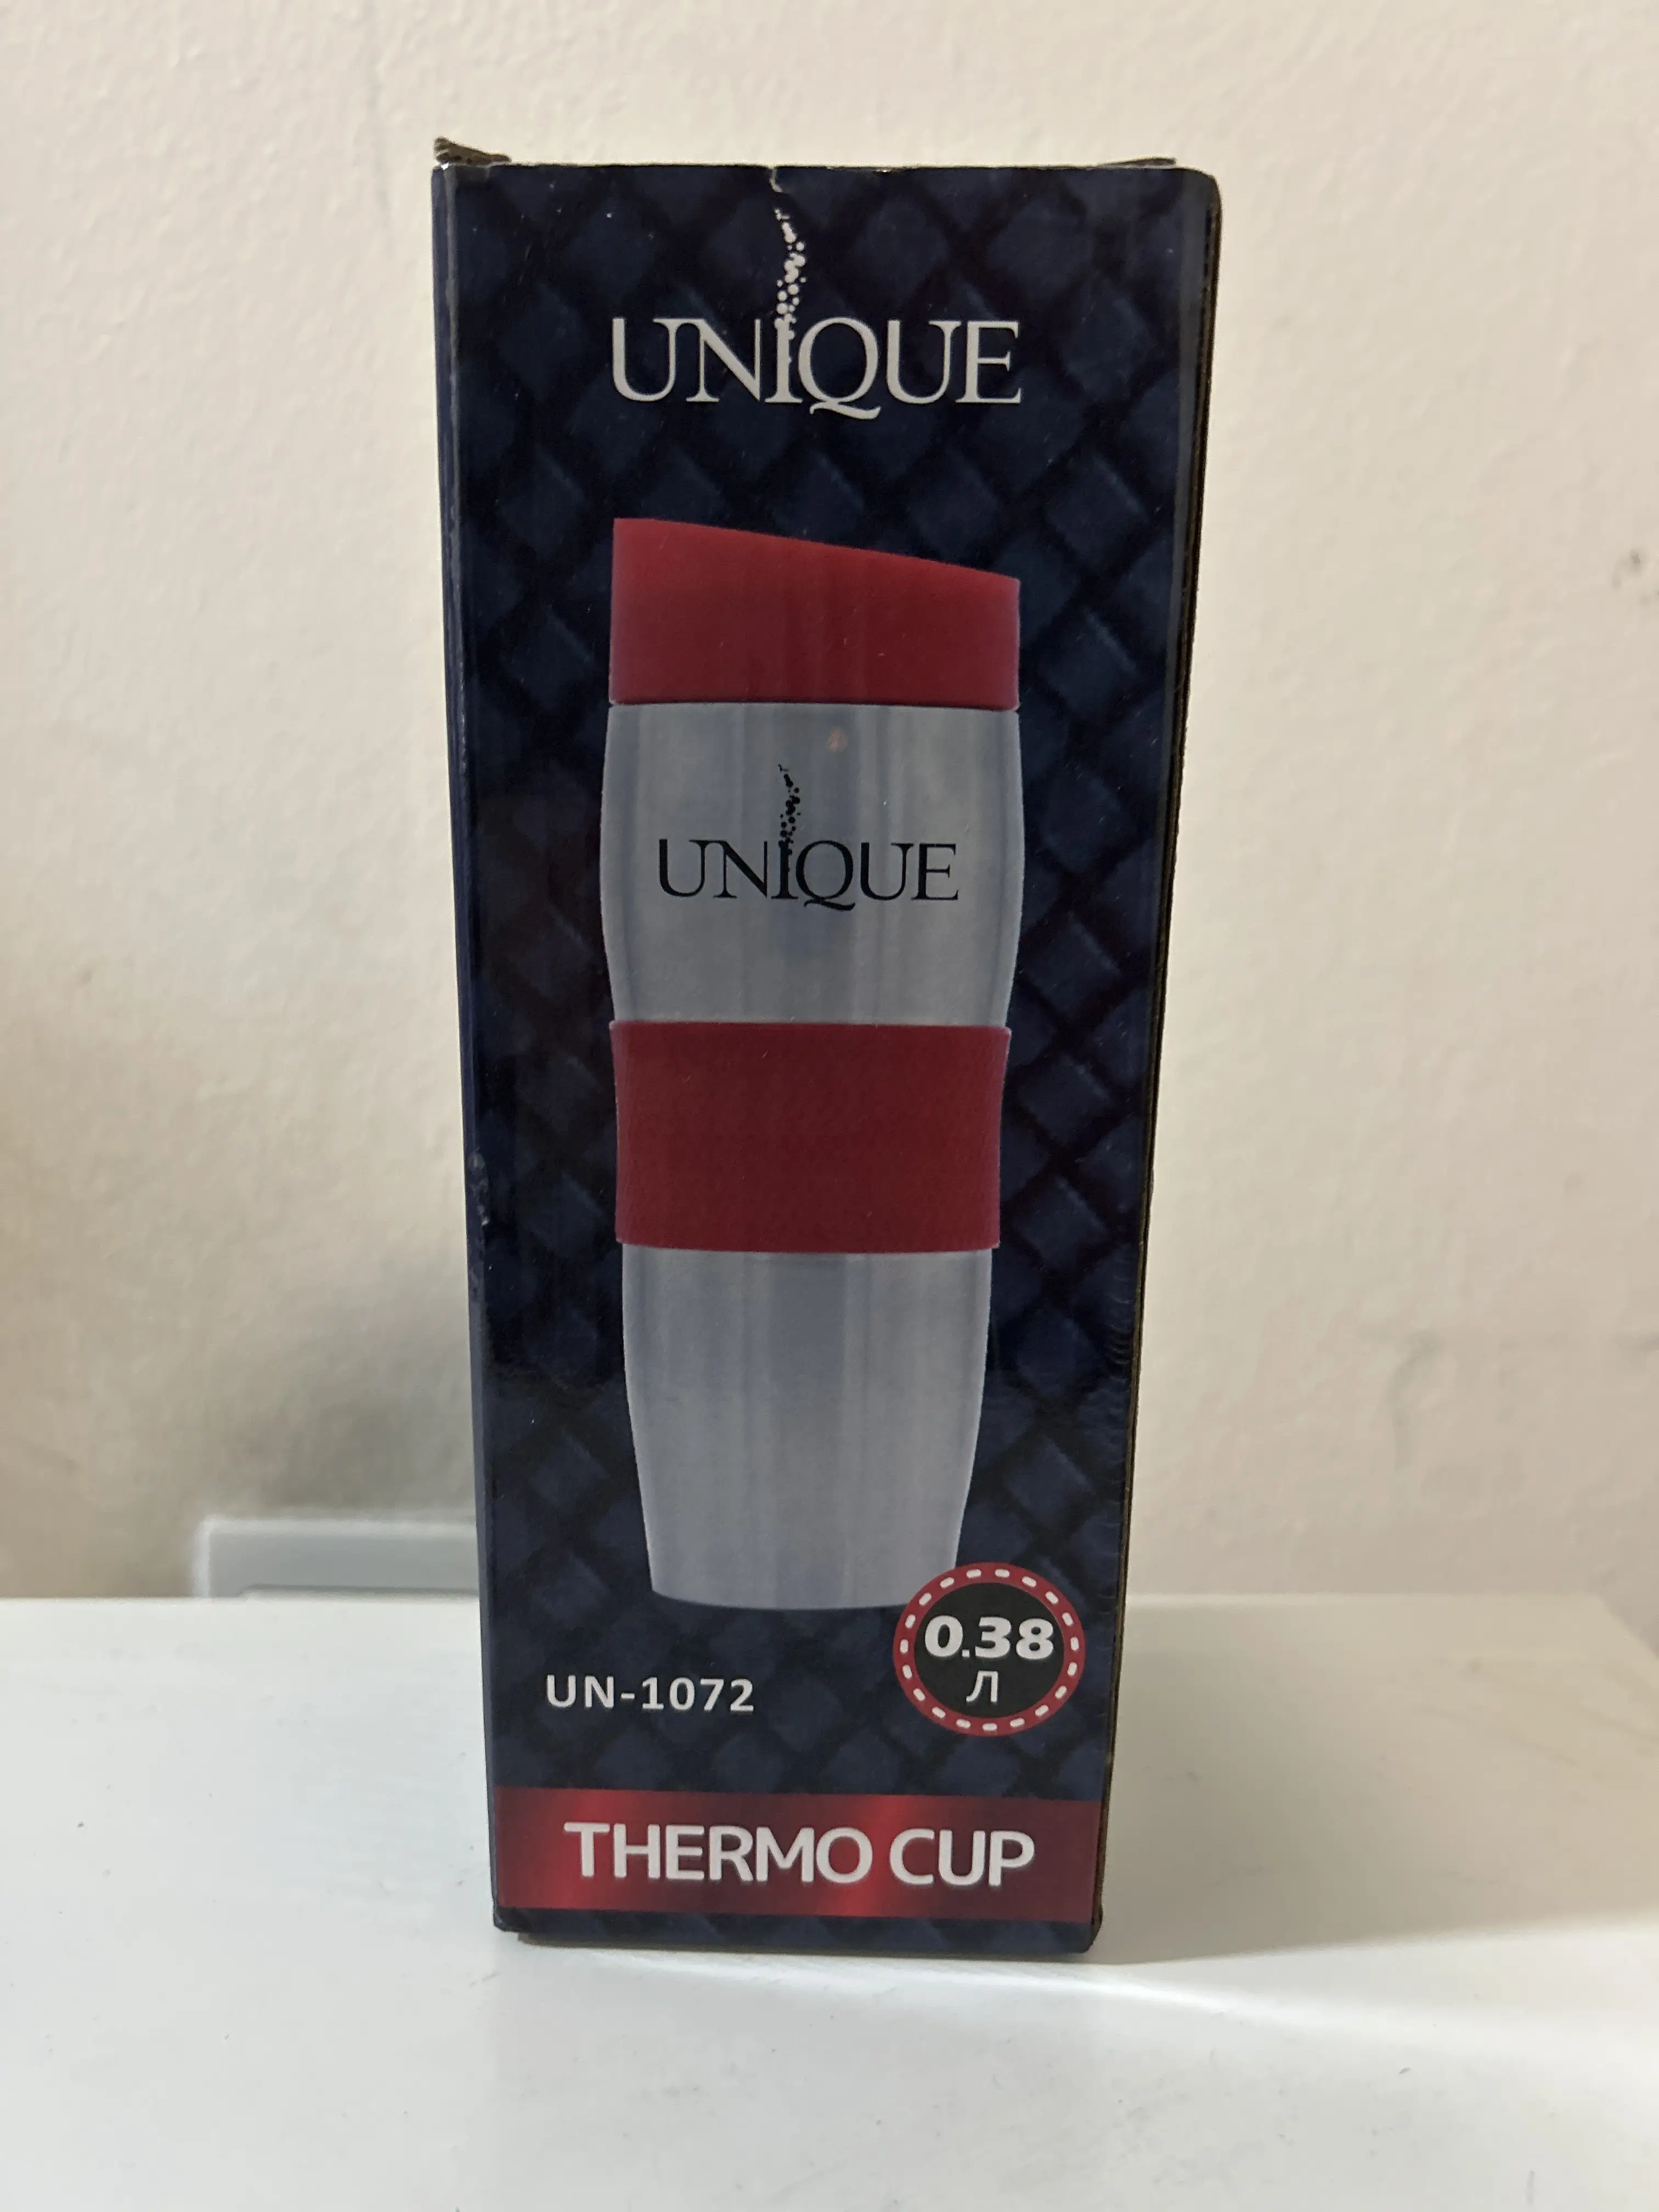 UNIQUE
UNIQUE
0.38
Л
UN-1072
THERMO CUP